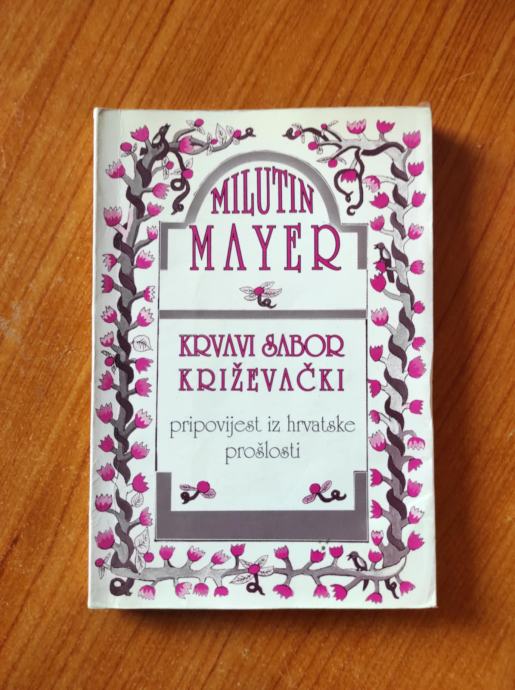 MILUTIN
MAYER
KRVAVI SABOR
KRIŽEVAČKI
pripovijest iz hrvatske
prošlosti